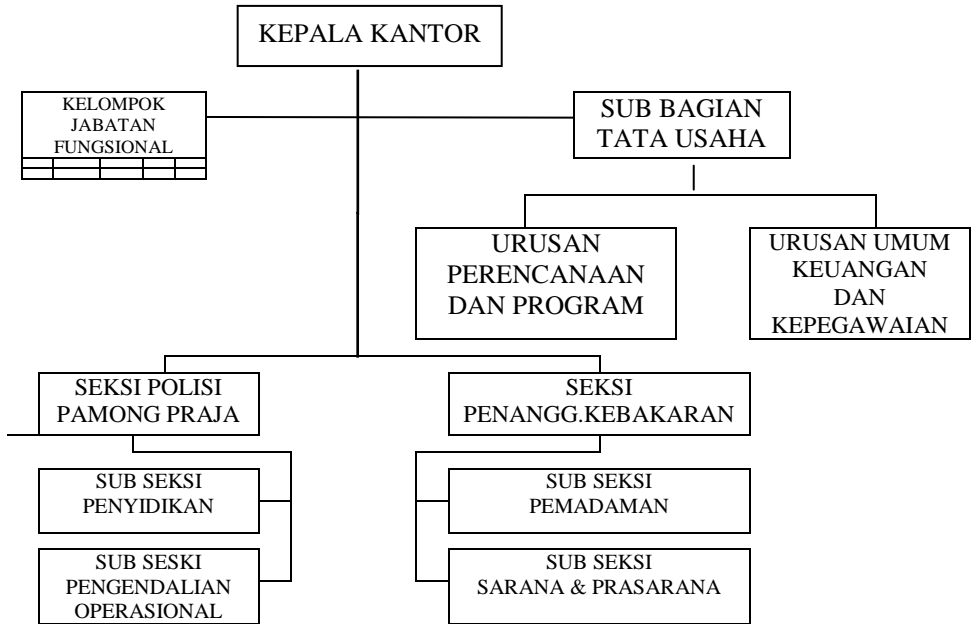 KEPALA KANTOR
KELOMPOK
JABATAN
FUNGSIONAL
SUB BAGIAN
TATA USAHA
URUSAN
PERENCANAAN
DAN PROGRAM
URUSAN UMUM
KEUANGAN
DAN
KEPEGAWAIAN
SEKSI POLISI
PAMONG PRAJA
SEKSI
PENANGG.KEBAKARAN
SUB SEKSI
PENYIDIKAN
SUB SEKSI
PEMADAMAN
SUB SESKI
PENGENDALIAN
OPERASIONAL
SUB SEKSI
SARANA & PRASARANA